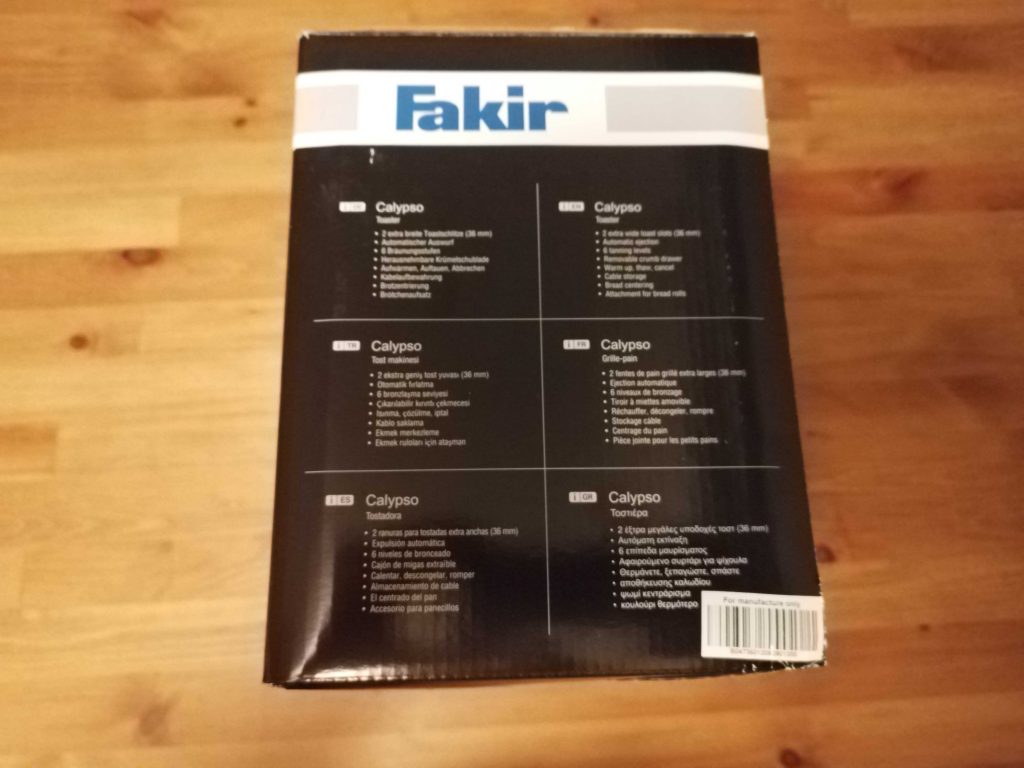 Fakir
i DE Calypso
Toaster
• 2 extra breite Toastschlitze (36 mm)
• Automatischer Auswurf
• 6 Bräunungsstufen
• Herausnehmbare Krümelschublade
• Aufwärmen, Auftauen, Abbrechen
• Kabelaufbewahrung
• Brotzentrierung
• Brötchenaufsatz
i EN Calypso
Toaster
• 2 extra wide toast slots (36 mm)
• Automatic ejection
• 6 tanning levels
• Removable crumb drawer
• Warm up, thaw, cancel
• Cable storage
• Bread centering
• Attachment for bread rolls
i TR Calypso
Tost makinesi
• 2 ekstra geniş tost yuvası (36 mm)
• Otomatik fırlatma
• 6 bronzlaşma seviyesi
• Çıkarılabilir kırıntı çekmecesi
• Isınma, çözülme, iptal
• Kablo saklama
• Ekmek merkezleme
• Ekmek ruloları için ataşman
i FR Calypso
Grille-pain
• 2 fentes de pain grillé extra larges (36 mm)
• Ejection automatique
• 6 niveaux de bronzage
• Tiroir à miettes amovible
• Réchauffer, décongeler, rompre
• Stockage cable
• Centrage du pain
• Pièce jointe pour les petits pains
i ES Calypso
Tostadora
• 2 ranuras para tostadas extra anchas (36 mm)
• Expulsión automática
• 6 niveles de bronceado
• Cajón de migas extraíble
• Calentar, descongelar, romper
• Almacenamiento de cable
• El centrado del pan
• Accesorio para panecillos
i GR Calypso
Τοστιέρα
• 2 έξτρα μεγάλες υποδοχές τοστ (36 mm)
• Αυτόματη εκτίναξη
• 6 επίπεδα μαυρίσματος
• Αφαιρούμενο συρτάρι για ψίχουλα
• Θερμάνετε, ξεπαγώστε, σπάστε
• αποθήκευσης καλωδίου
• ψωμί κεντράρισμα
• κουλούρι θερμάτερο
For manufacture only